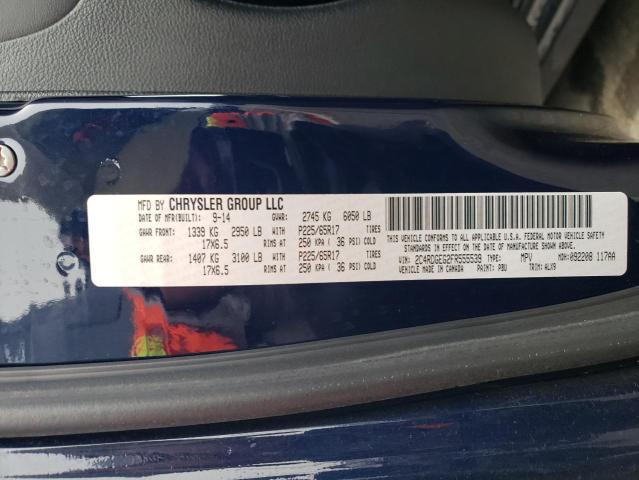 MFD BY CHRYSLER GROUP LLC
DATE OF MFR(BUILT): 9-14 GVWR: 2745 KG 6050 LB
GAWR FRONT: 1339 KG 2950 LB WITH P225/65R17 TIRES
17X6.5 RIMS AT 250 KPA ( 36 PSI) COLD
GAWR REAR: 1407 KG 3100 LB WITH P225/65R17 TIRES
17X6.5 RIMS AT 250 KPA ( 36 PSI) COLD
THIS VEHICLE CONFORMS TO ALL APPLICABLE U.S.A. FEDERAL MOTOR VEHICLE SAFETY
STANDARDS IN EFFECT ON THE DATE OF MANUFACTURE SHOWN ABOVE.
VIN: 2C4RDGEG2FR555539 TYPE: MPV MDH: 092208 117AA
VEHICLE MADE IN CANADA PAINT: PBU TRIM: ALX9